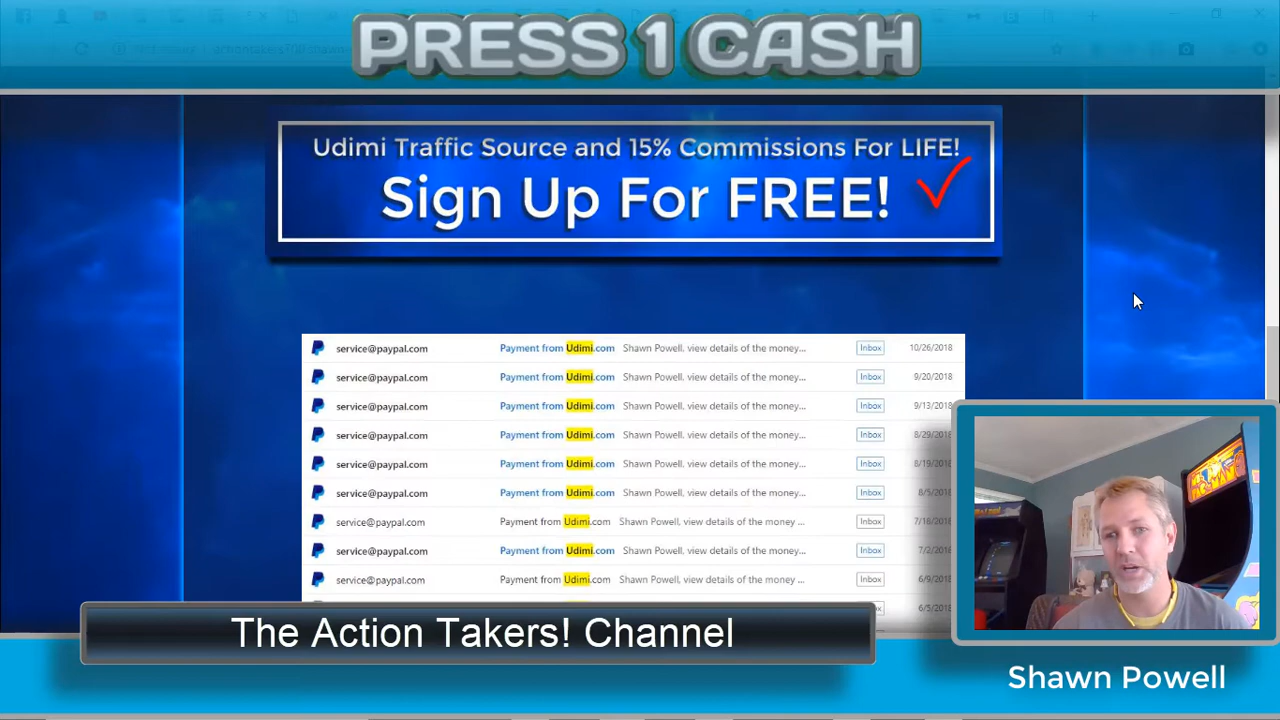 PRESS 1 CASH
Udimi Traffic Source and 15% Commissions For LIFE!
Sign Up For FREE!
service@paypal.com Payment from Udimi.com Shawn Powell, view details of the money... Inbox 10/26/2018
service@paypal.com Payment from Udimi.com Shawn Powell, view details of the money... Inbox 9/20/2018
service@paypal.com Payment from Udimi.com Shawn Powell, view details of the money... Inbox 9/13/2018
service@paypal.com Payment from Udimi.com Shawn Powell, view details of the money... Inbox 8/29/2018
service@paypal.com Payment from Udimi.com Shawn Powell, view details of the money... Inbox 8/19/2018
service@paypal.com Payment from Udimi.com Shawn Powell, view details of the money... Inbox 8/5/2018
service@paypal.com Payment from Udimi.com Shawn Powell, view details of the money ... Inbox 7/18/2018
service@paypal.com Payment from Udimi.com Shawn Powell, view details of the money... Inbox 7/2/2018
service@paypal.com Payment from Udimi.com Shawn Powell, view details of the money ... Inbox 6/9/2018
6/5/2018
The Action Takers! Channel
Shawn Powell